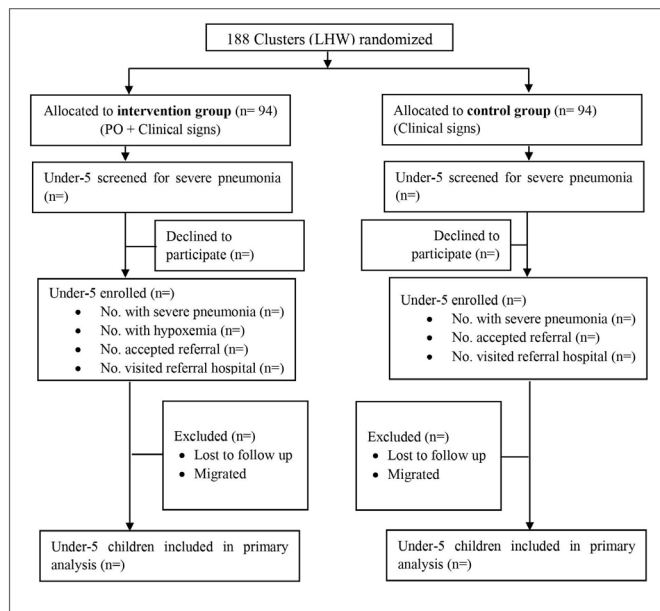 188 Clusters (LHW) randomized
Allocated to intervention group (n= 94)
(PO + Clinical signs)
Allocated to control group (n= 94)
(Clinical signs)
Under-5 screened for severe pneumonia
(n=)
Under-5 screened for severe pneumonia
(n=)
Declined to
participate (n=)
Declined to
participate (n=)
Under-5 enrolled (n=)
• No. with severe pneumonia (n=)
• No. with hypoxemia (n=)
• No. accepted referral (n=)
• No. visited referral hospital (n=)
Under-5 enrolled (n=)
• No. with severe pneumonia (n=)
• No. accepted referral (n=)
• No. visited referral hospital (n=)
Excluded (n=)
• Lost to follow up
• Migrated
Excluded (n=)
• Lost to follow up
• Migrated
Under-5 children included in primary
analysis (n=)
Under-5 children included in primary
analysis (n=)